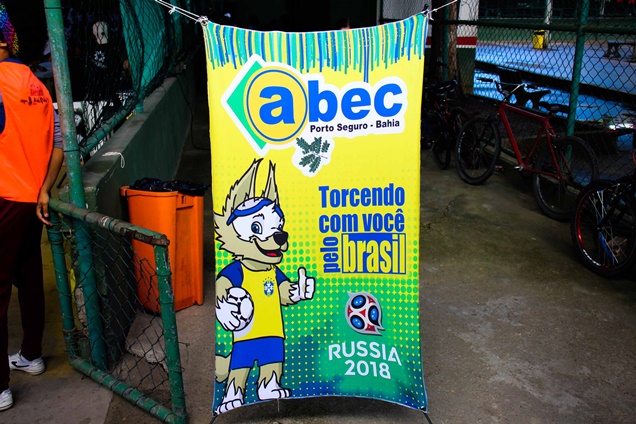 abec
Porto Seguro - Bahia
Torcendo
com você
pelo brasil
RUSSIA
2018